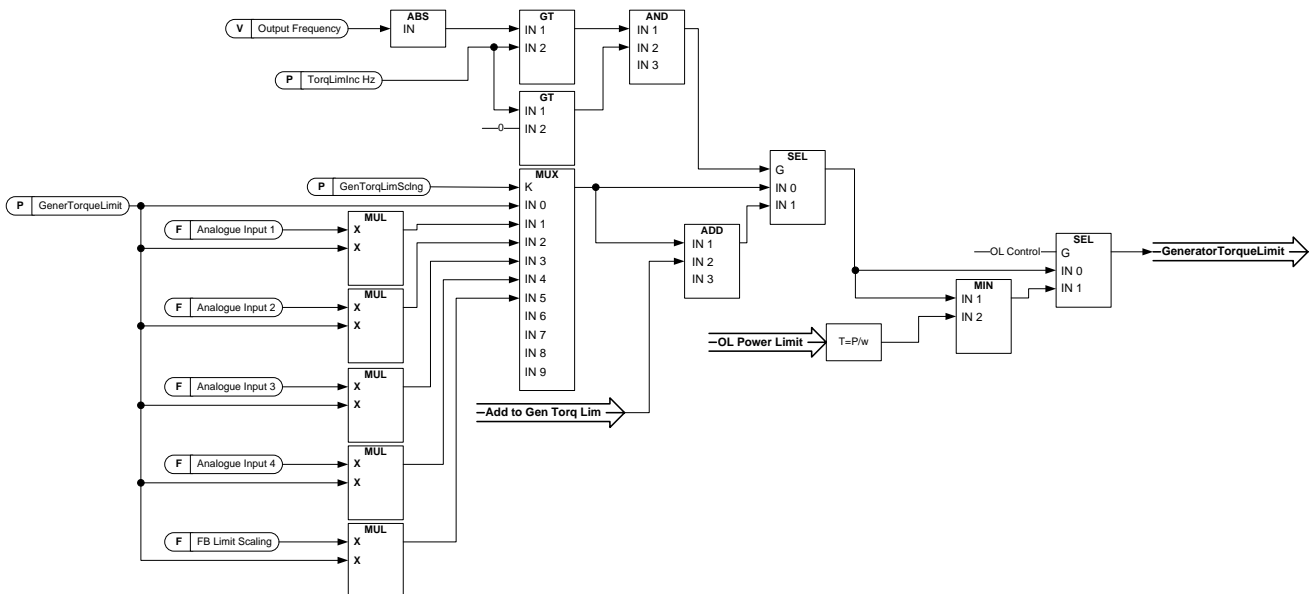 ABS
GT
AND
V Output Frequency
IN
IN 1
IN 1
IN 2
IN 2
IN 3
P TorqLimInc Hz
GT
IN 1
0
IN 2
SEL
G
IN 0
IN 1
MUX
P GenTorqLimSclng
K
P GenerTorqueLimit
IN 0
IN 1
IN 2
IN 3
IN 4
IN 5
IN 6
IN 7
IN 8
IN 9
MUL
F Analogue Input 1
X
X
MUL
F Analogue Input 2
X
X
MUL
F Analogue Input 3
X
X
MUL
F Analogue Input 4
X
X
MUL
F FB Limit Scaling
X
X
ADD
IN 1
IN 2
IN 3
Add to Gen Torq Lim
SEL
OL Control
G
IN 0
IN 1
GeneratorTorqueLimit
MIN
IN 1
IN 2
OL Power Limit
T=P/w